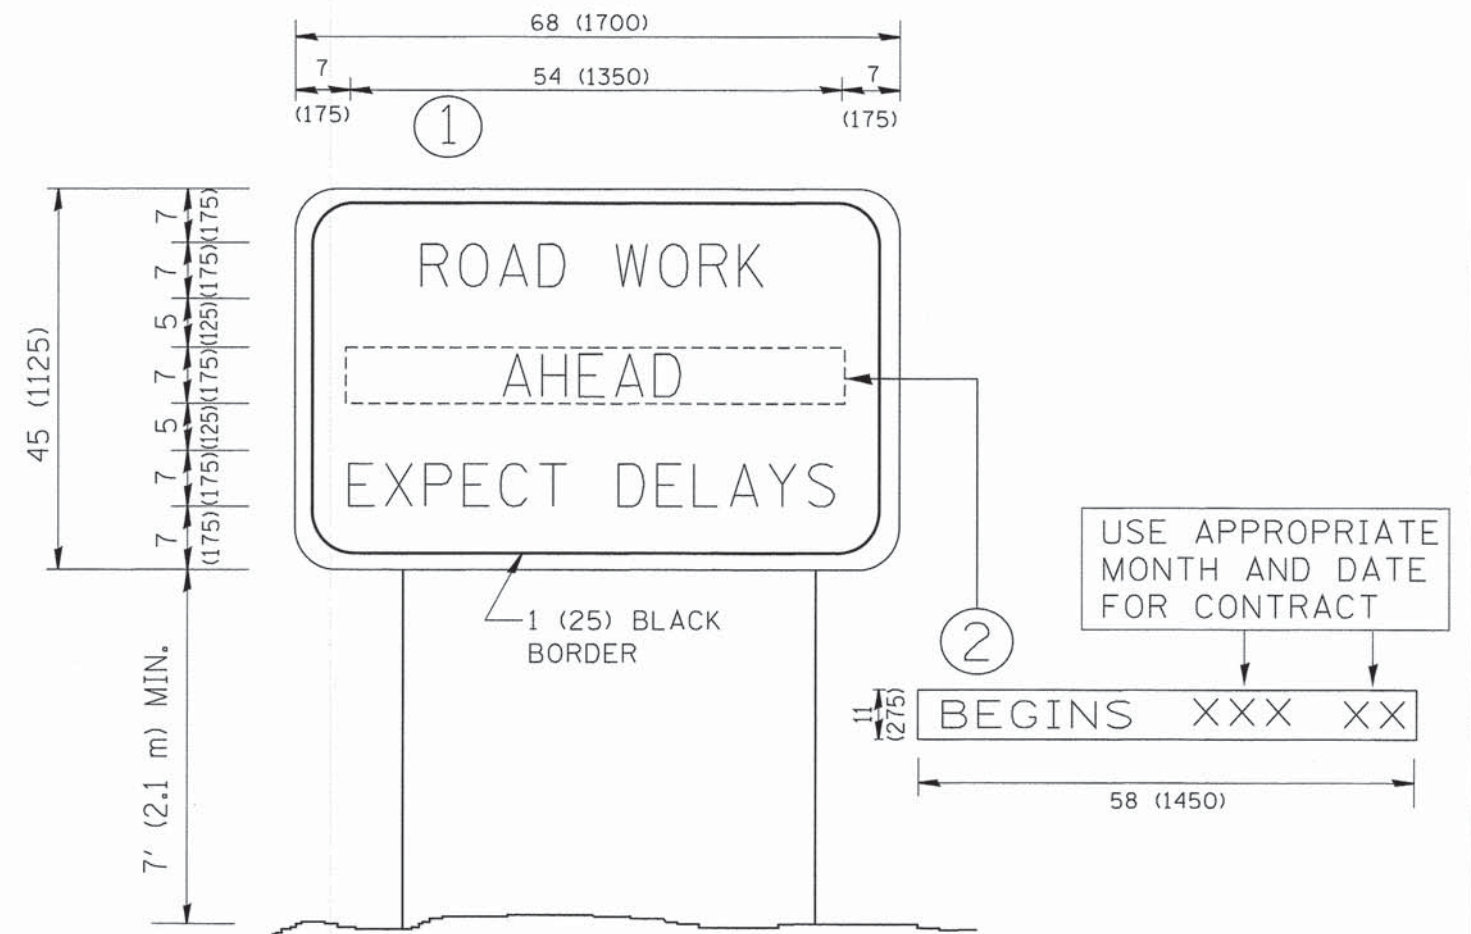 68 (1700)
7
54 (1350)
7
(175)
(175)
1
45 (1125)
7 (175)
7 (175)
5 (125)
7 (175)
5 (125)
7 (175)
7 (175)
ROAD WORK
AHEAD
EXPECT DELAYS
1 (25) BLACK
BORDER
7' (2.1 m) MIN.
USE APPROPRIATE
MONTH AND DATE
FOR CONTRACT
2
11
(275)
BEGINS XXX XX
58 (1450)